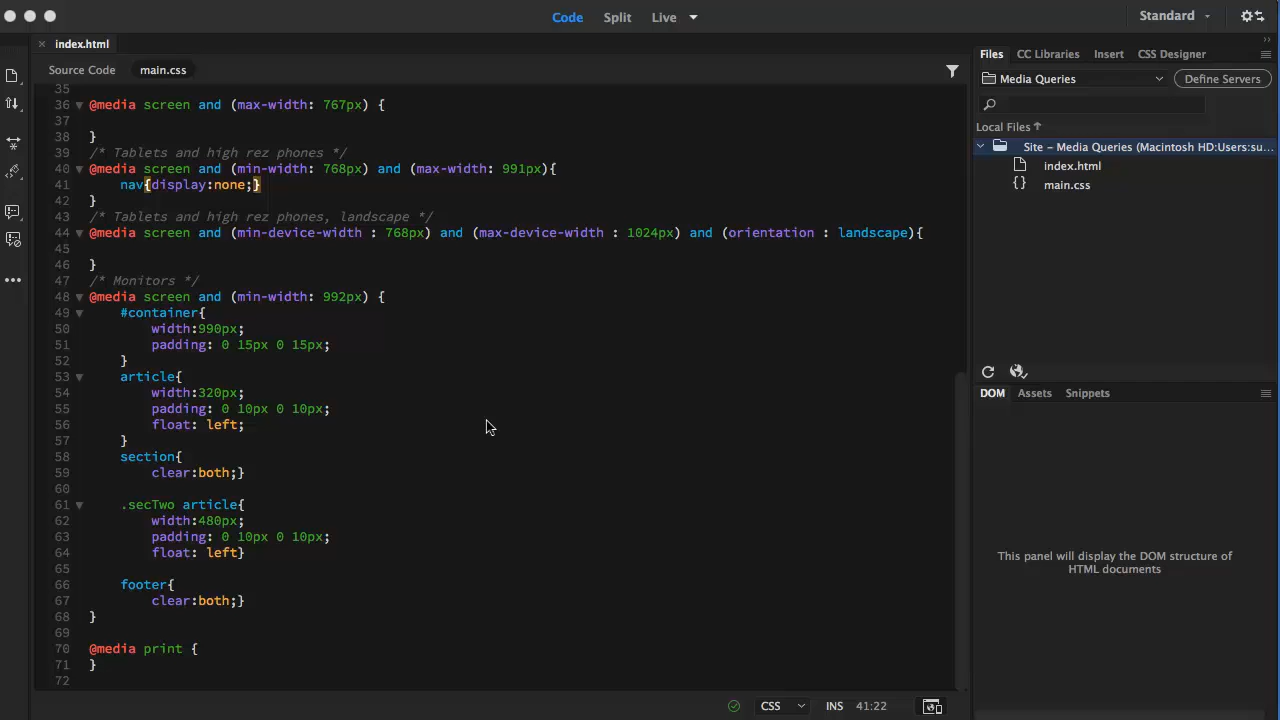 Code Split Live
Standard
index.html
Source Code main.css
35
36 @media screen and (max-width: 767px) {
37
38 }
39 /* Tablets and high rez phones */
40 @media screen and (min-width: 768px) and (max-width: 991px){
41 nav{display:none;}
42 }
43 /* Tablets and high rez phones, landscape */
44 @media screen and (min-device-width : 768px) and (max-device-width : 1024px) and (orientation : landscape){
45
46 }
47 /* Monitors */
48 @media screen and (min-width: 992px) {
49 #container{
50 width:990px;
51 padding: 0 15px 0 15px;
52 }
53 article{
54 width:320px;
55 padding: 0 10px 0 10px;
56 float: left;
57 }
58 section{
59 clear:both;}
60
61 .secTwo article{
62 width:480px;
63 padding: 0 10px 0 10px;
64 float: left}
65
66 footer{
67 clear:both;}
68 }
69
70 @media print {
71 }
72
CSS INS 41:22
Files CC Libraries Insert CSS Designer
Media Queries Define Servers
Local Files
Site – Media Queries (Macintosh HD:Users:su...
index.html
main.css
DOM Assets Snippets
This panel will display the DOM structure of
HTML documents